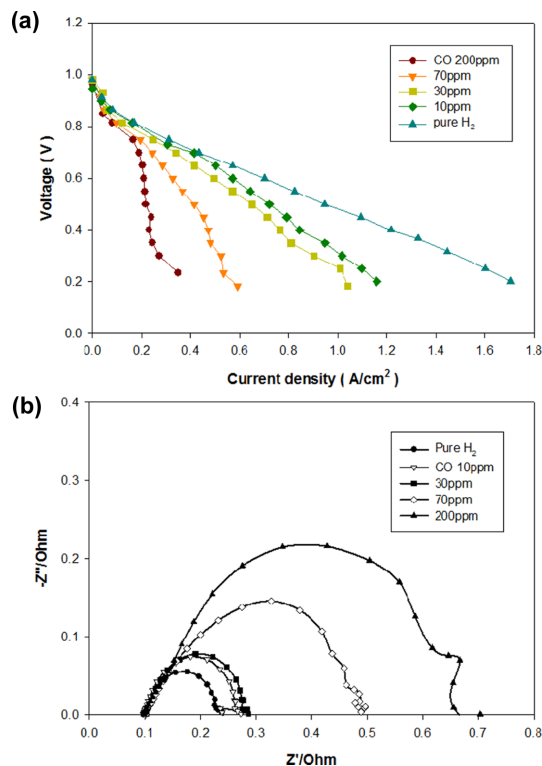 (a)
1.2
1.0
0.8
0.6
0.4
0.2
0.0
Voltage ( V )
CO 200ppm
70ppm
30ppm
10ppm
pure H₂
0.0 0.2 0.4 0.6 0.8 1.0 1.2 1.4 1.6 1.8
Current density ( A/cm² )
(b)
0.4
0.3
0.2
0.1
0.0
-Z"/Ohm
Pure H₂
CO 10ppm
30ppm
70ppm
200ppm
0.0 0.1 0.2 0.3 0.4 0.5 0.6 0.7 0.8
Z'/Ohm